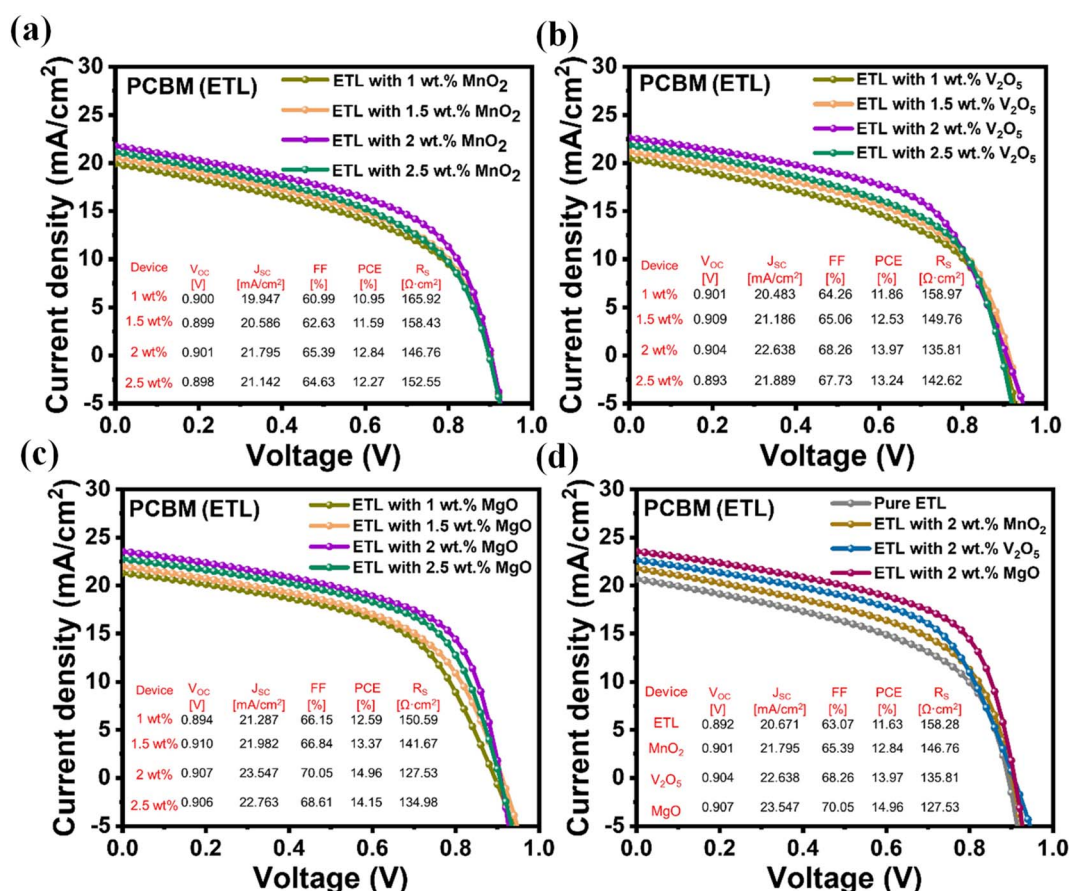 (a)
PCBM (ETL)
ETL with 1 wt.% MnO₂
ETL with 1.5 wt.% MnO₂
ETL with 2 wt.% MnO₂
ETL with 2.5 wt.% MnO₂
Current density (mA/cm²)
30
25
20
15
10
5
0
-5
Device V_OC [V] J_SC [mA/cm²] FF [%] PCE [%] R_S [Ω·cm²]
1 wt% 0.900 19.947 60.99 10.95 165.92
1.5 wt% 0.899 20.586 62.63 11.59 158.43
2 wt% 0.901 21.795 65.39 12.84 146.76
2.5 wt% 0.898 21.142 64.63 12.27 152.55
0.0 0.2 0.4 0.6 0.8 1.0
Voltage (V)
(b)
PCBM (ETL)
ETL with 1 wt.% V₂O₅
ETL with 1.5 wt.% V₂O₅
ETL with 2 wt.% V₂O₅
ETL with 2.5 wt.% V₂O₅
Current density (mA/cm²)
30
25
20
15
10
5
0
-5
Device V_OC [V] J_SC [mA/cm²] FF [%] PCE [%] R_S [Ω·cm²]
1 wt% 0.901 20.483 64.26 11.86 158.97
1.5 wt% 0.909 21.186 65.06 12.53 149.76
2 wt% 0.904 22.638 68.26 13.97 135.81
2.5 wt% 0.893 21.889 67.73 13.24 142.62
0.0 0.2 0.4 0.6 0.8 1.0
Voltage (V)
(c)
PCBM (ETL)
ETL with 1 wt.% MgO
ETL with 1.5 wt.% MgO
ETL with 2 wt.% MgO
ETL with 2.5 wt.% MgO
Current density (mA/cm²)
30
25
20
15
10
5
0
-5
Device V_OC [V] J_SC [mA/cm²] FF [%] PCE [%] R_S [Ω·cm²]
1 wt% 0.894 21.287 66.15 12.59 150.59
1.5 wt% 0.910 21.982 66.84 13.37 141.67
2 wt% 0.907 23.547 70.05 14.96 127.53
2.5 wt% 0.906 22.763 68.61 14.15 134.98
0.0 0.2 0.4 0.6 0.8 1.0
Voltage (V)
(d)
PCBM (ETL)
Pure ETL
ETL with 2 wt.% MnO₂
ETL with 2 wt.% V₂O₅
ETL with 2 wt.% MgO
Current density (mA/cm²)
30
25
20
15
10
5
0
-5
Device V_OC [V] J_SC [mA/cm²] FF [%] PCE [%] R_S [Ω·cm²]
ETL 0.892 20.671 63.07 11.63 158.28
MnO₂ 0.901 21.795 65.39 12.84 146.76
V₂O₅ 0.904 22.638 68.26 13.97 135.81
MgO 0.907 23.547 70.05 14.96 127.53
0.0 0.2 0.4 0.6 0.8 1.0
Voltage (V)